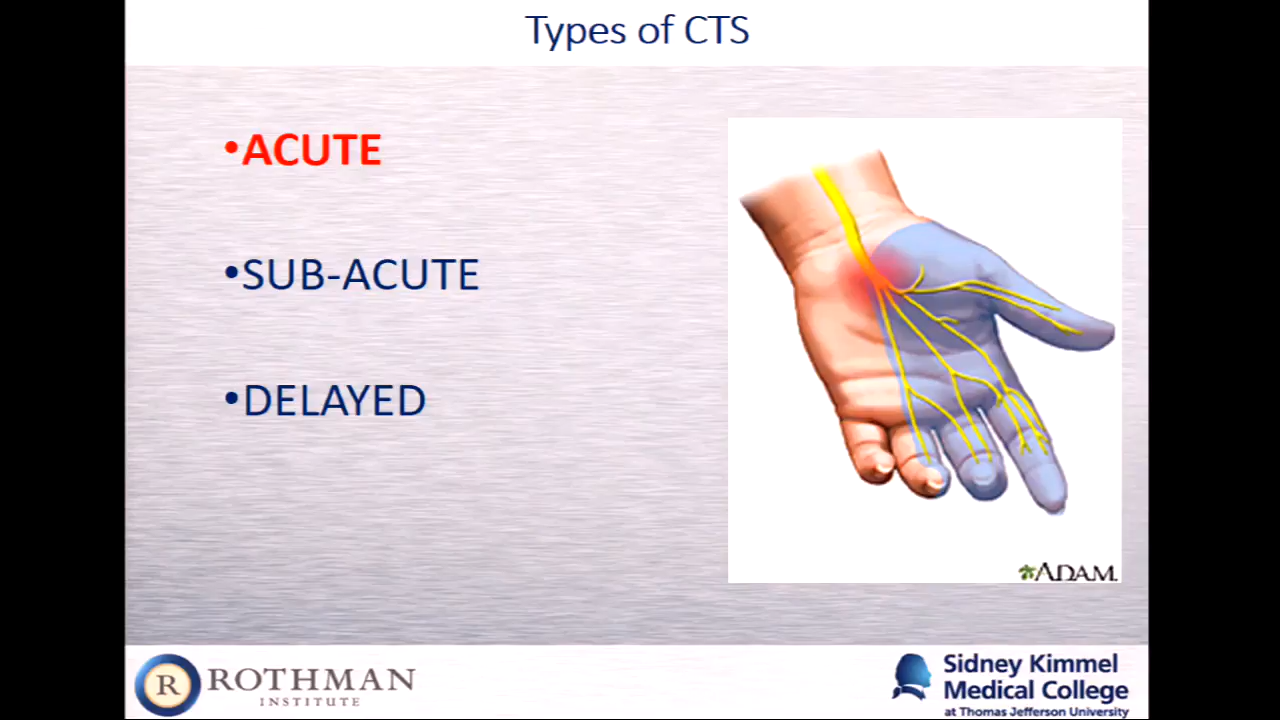 Types of CTS
•ACUTE
•SUB-ACUTE
•DELAYED
ADAM.
R
ROTHMAN
INSTITUTE
Sidney Kimmel
Medical College
at Thomas Jefferson University